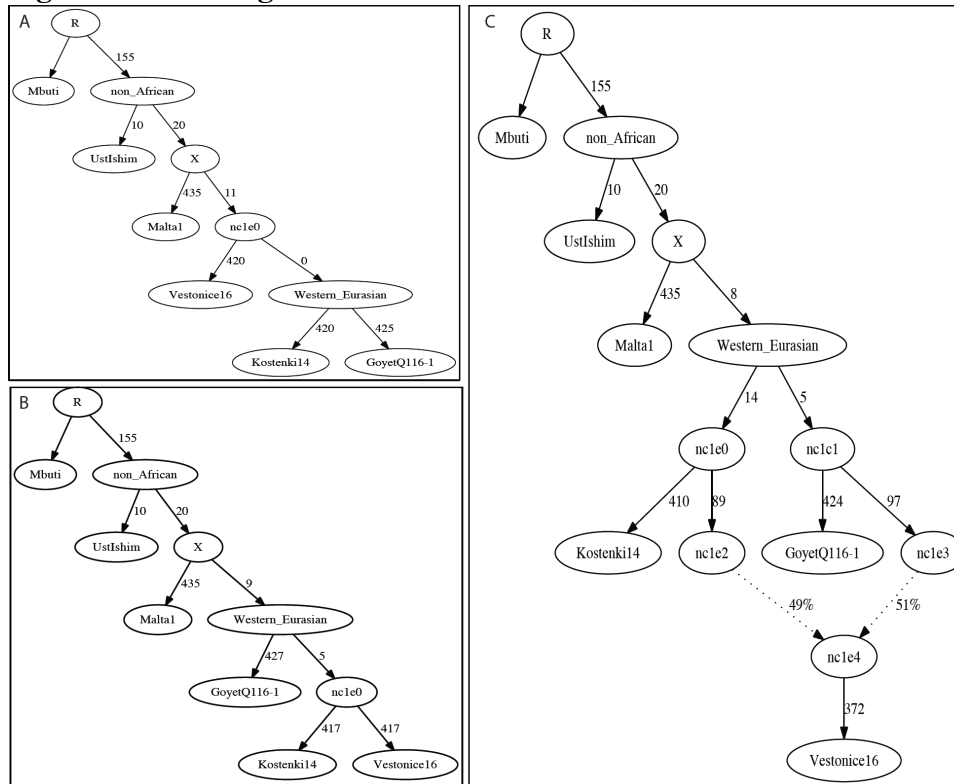 A
R
155
Mbuti
non_African
10
20
UstIshim
X
435
11
Malta1
nc1e0
420
0
Vestonice16
Western_Eurasian
420
425
Kostenki14
GoyetQ116-1
B
R
155
Mbuti
non_African
10
20
UstIshim
X
435
9
Malta1
Western_Eurasian
427
5
GoyetQ116-1
nc1e0
417
417
Kostenki14
Vestonice16
C
R
155
Mbuti
non_African
10
20
UstIshim
X
435
8
Malta1
Western_Eurasian
14
5
nc1e0
nc1c1
410
89
424
97
Kostenki14
nc1e2
GoyetQ116-1
nc1e3
49%
51%
nc1e4
372
Vestonice16